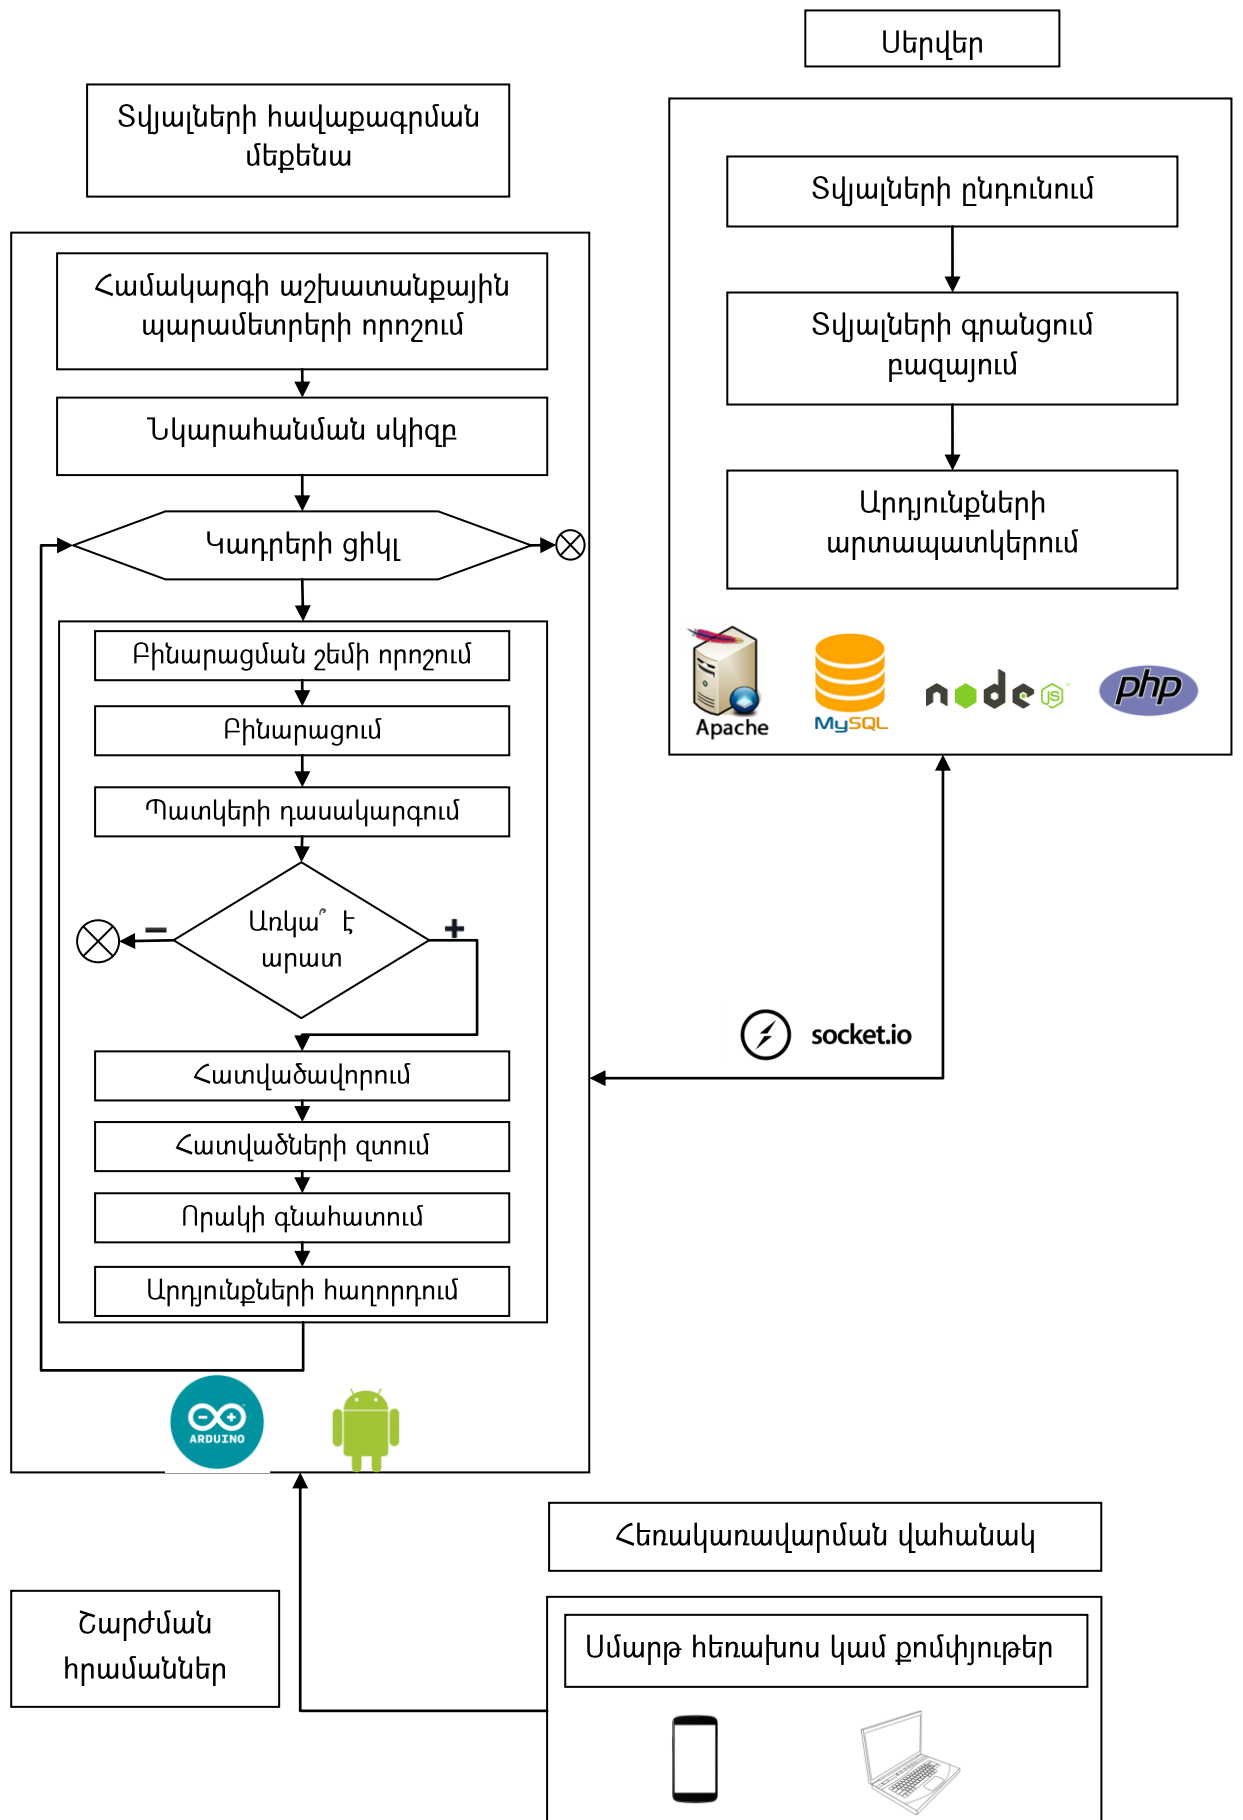 Սերվեր
Տվյալների հավաքագրման
մեքենա
Տվյալների ընդունում
Տվյալների գրանցում
բազայում
Արդյունքների
արտապատկերում
Apache
MySQL
node JS
php
Համակարգի աշխատանքային
պարամետրերի որոշում
Նկարահանման սկիզբ
Կադրերի ցիկլ
Բինարացման շեմի որոշում
Բինարացում
Պատկերի դասակարգում
Առկա՞ է
արատ
–
+
Հատվածավորում
Հատվածների զտում
Որակի գնահատում
Արդյունքների հաղորդում
socket.io
ARDUINO
Հեռակառավարման վահանակ
Շարժման
հրամաններ
Սմարթ հեռախոս կամ քոմփյութեր